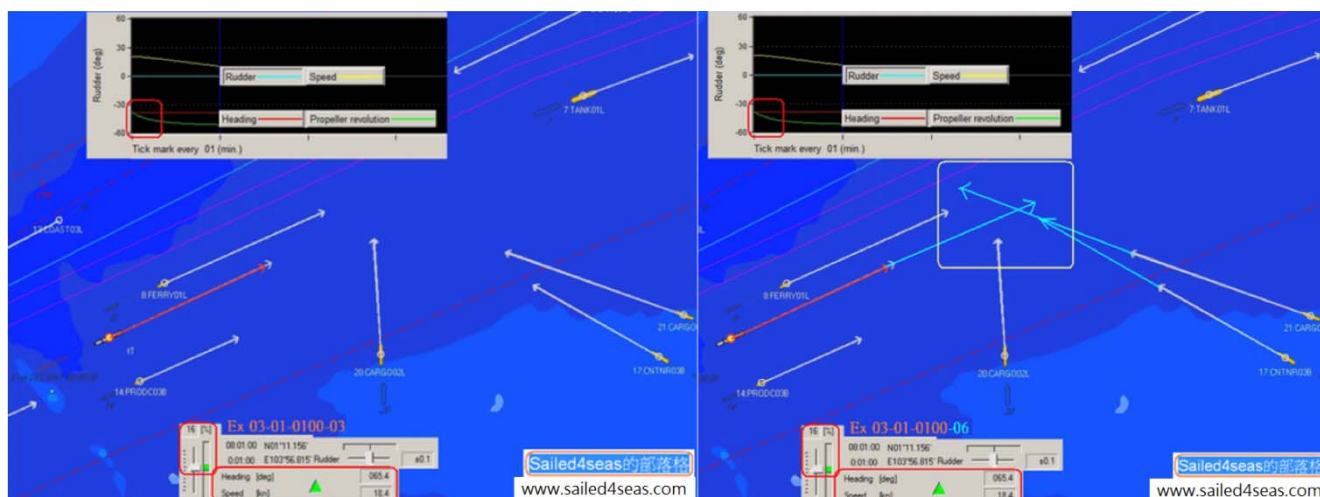 60
30
0
-30
-60
Rudder (deg)
Rudder
Speed
Heading
Propeller revolution
Tick mark every 01 (min.)
7:TANK01L
13:COAST03L
8:FERRY01L
IT
14:PRODC03B
20:CARGO02L
21:CARGO
17:CNTNR03B
Ex 03-01-0100-03
16 [%]
08:01:00 N01°11.156'
0:01:00 E103°56.815' Rudder
s0.1
Heading [deg] 065.4
Speed [kn] 18.4
Sailed4seas的部落格
www.sailed4seas.com
60
30
0
-30
-60
Rudder (deg)
Rudder
Speed
Heading
Propeller revolution
Tick mark every 01 (min.)
7:TANK01L
13:COAST03L
8:FERRY01L
IT
14:PRODC03B
20:CARGO02L
21:CARG
17:CNTNR03B
Ex 03-01-0100-06
16 [%]
08:01:00 N01°11.156'
0:01:00 E103°56.815' Rudder
s0.1
Heading [deg] 065.4
Speed [kn] 18.4
Sailed4seas的部落格
www.sailed4seas.com